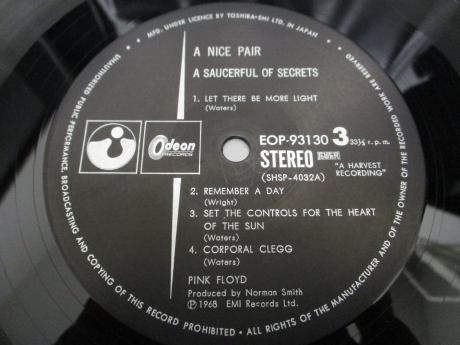 MFD. UNDER LICENCE BY TOSHIBA-EMI LTD. IN JAPAN
UNAUTHORIZED PUBLIC PERFORMANCE, BROADCASTING AND COPYING OF THIS RECORD PROHIBITED • ALL RIGHTS OF THE MANUFACTURER AND OF THE OWNER OF THE RECORDED WORK ARE RESERVED
A NICE PAIR
A SAUCERFUL OF SECRETS
1. LET THERE BE MORE LIGHT
(Waters)
Odeon
RECORDS
EOP-93130 3 33⅓ r.p.m.
STEREO
"A HARVEST
(SHSP-4032A) RECORDING"
2. REMEMBER A DAY
(Wright)
3. SET THE CONTROLS FOR THE HEART
OF THE SUN
(Waters)
4. CORPORAL CLEGG
(Waters)
PINK FLOYD
Produced by Norman Smith
Ⓟ1968 EMI Records Ltd.